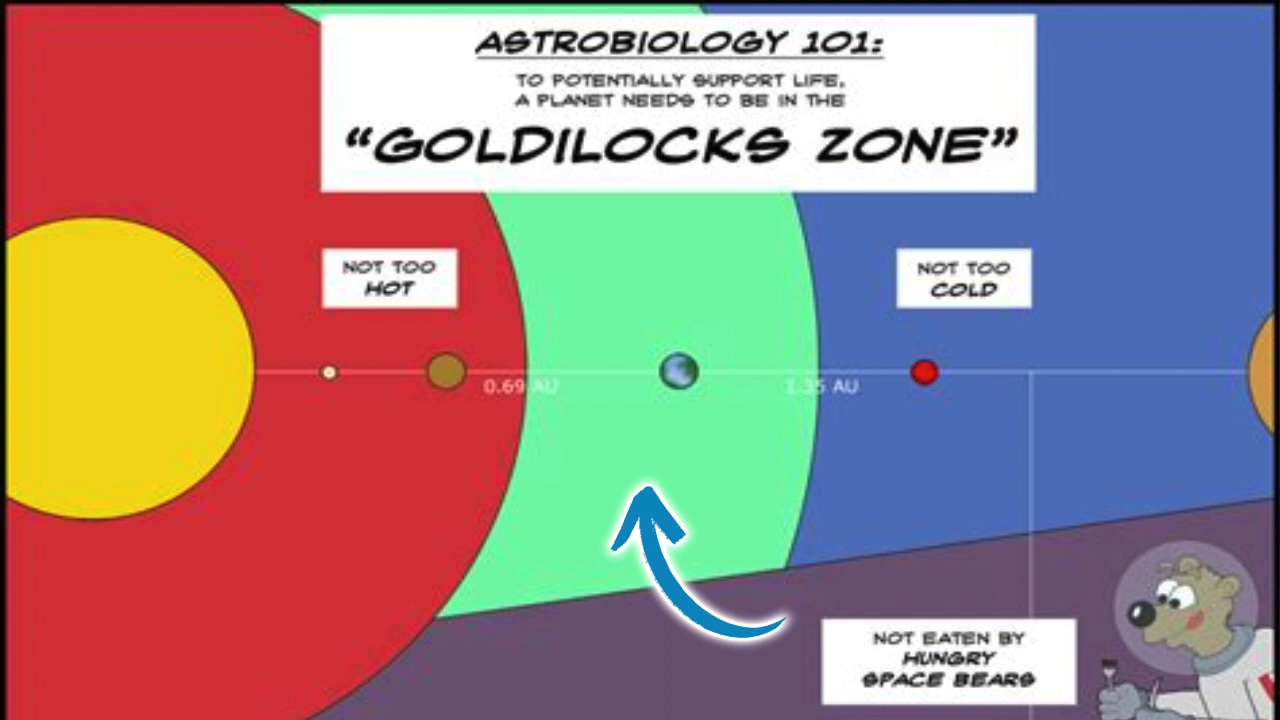 ASTROBIOLOGY 101:
TO POTENTIALLY SUPPORT LIFE,
A PLANET NEEDS TO BE IN THE
“GOLDILOCKS ZONE”
NOT TOO
HOT
NOT TOO
COLD
0.69 AU
1.35 AU
NOT EATEN BY
HUNGRY
SPACE BEARS